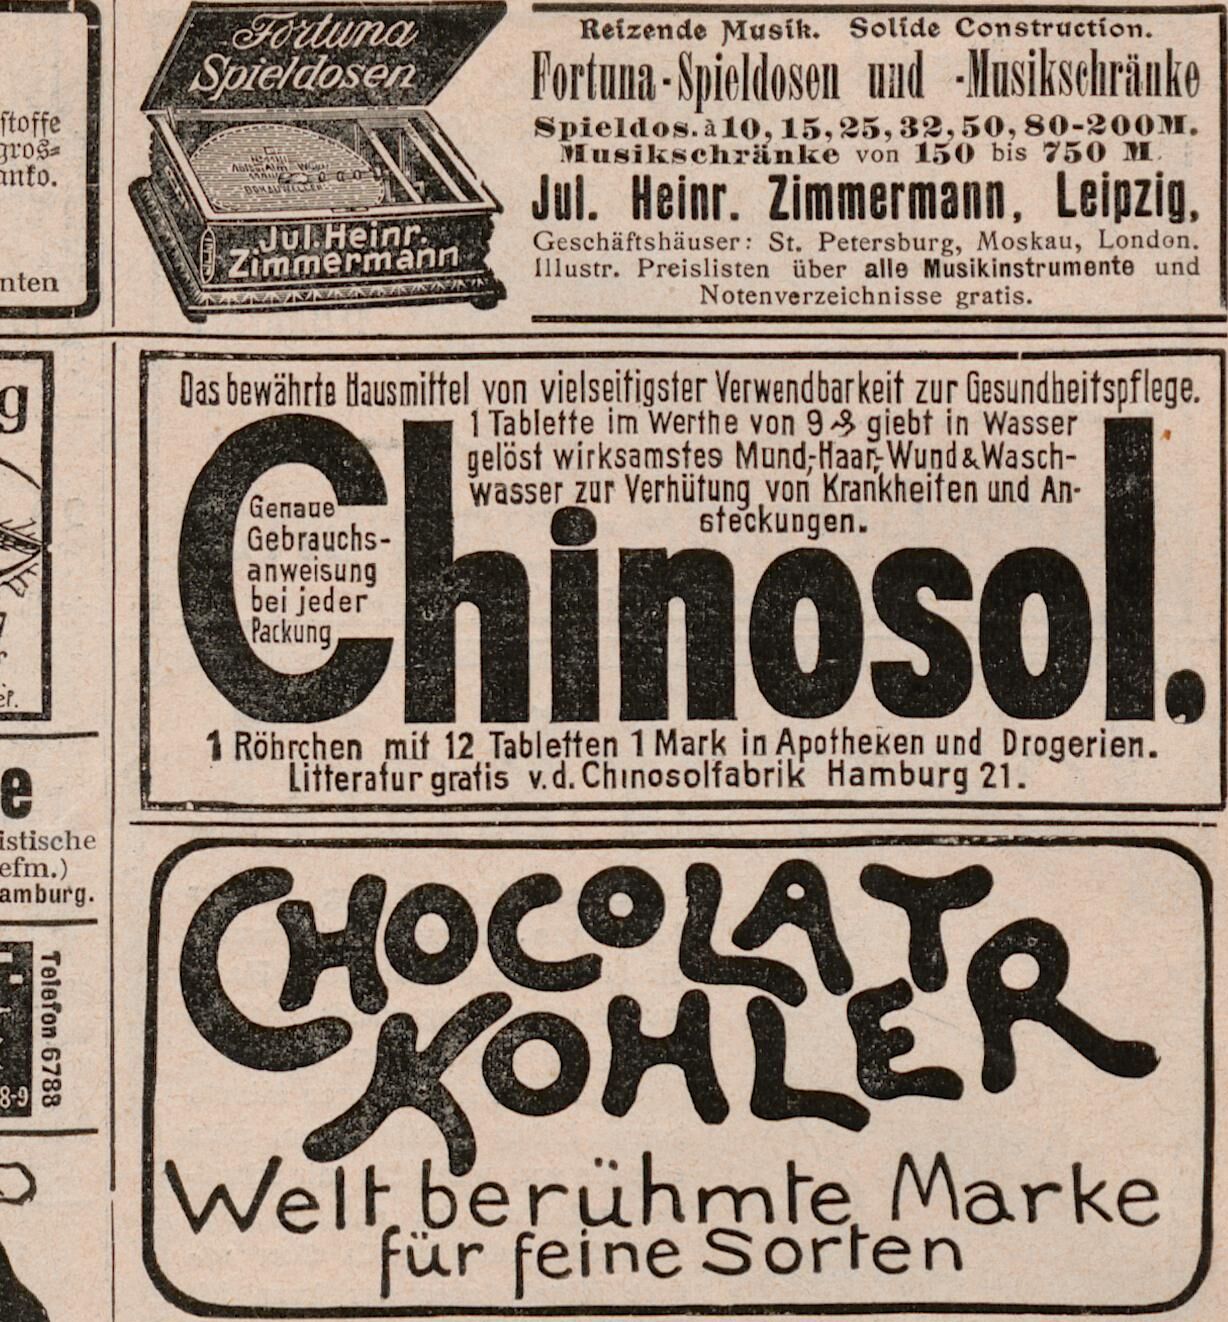 ſtoffe
groſ=
anko.
nten
Fortuna
Spieldosen
Jul. Heinr.
Zimmermann
Reizende Musik. Solide Construction.
Fortuna-Spieldosen und -Musikschränke
Spieldos. à 10, 15, 25, 32, 50, 80-200 M.
Musikschränke von 150 bis 750 M.
Jul. Heinr. Zimmermann, Leipzig,
Geschäftshäuser: St. Petersburg, Moskau, London.
Illustr. Preislisten über alle Musikinstrumente und
Notenverzeichnisse gratis.
g
e
istische
efm.)
amburg.
Telefon 6788
8-9
Das bewährte Hausmittel von vielseitigster Verwendbarkeit zur Gesundheitspflege.
1 Tablette im Werthe von 9 ₰ giebt in Wasser
gelöst wirksamstes Mund,-Haar,-Wund & Wasch-
wasser zur Verhütung von Krankheiten und An-
steckungen.
Genaue
Gebrauchs-
anweisung
bei jeder
Packung
Chinosol.
1 Röhrchen mit 12 Tabletten 1 Mark in Apotheken und Drogerien.
Litteratur gratis v. d. Chinosolfabrik Hamburg 21.
CHOCOLAT
KOHLER
Welt berühmte Marke
für feine Sorten